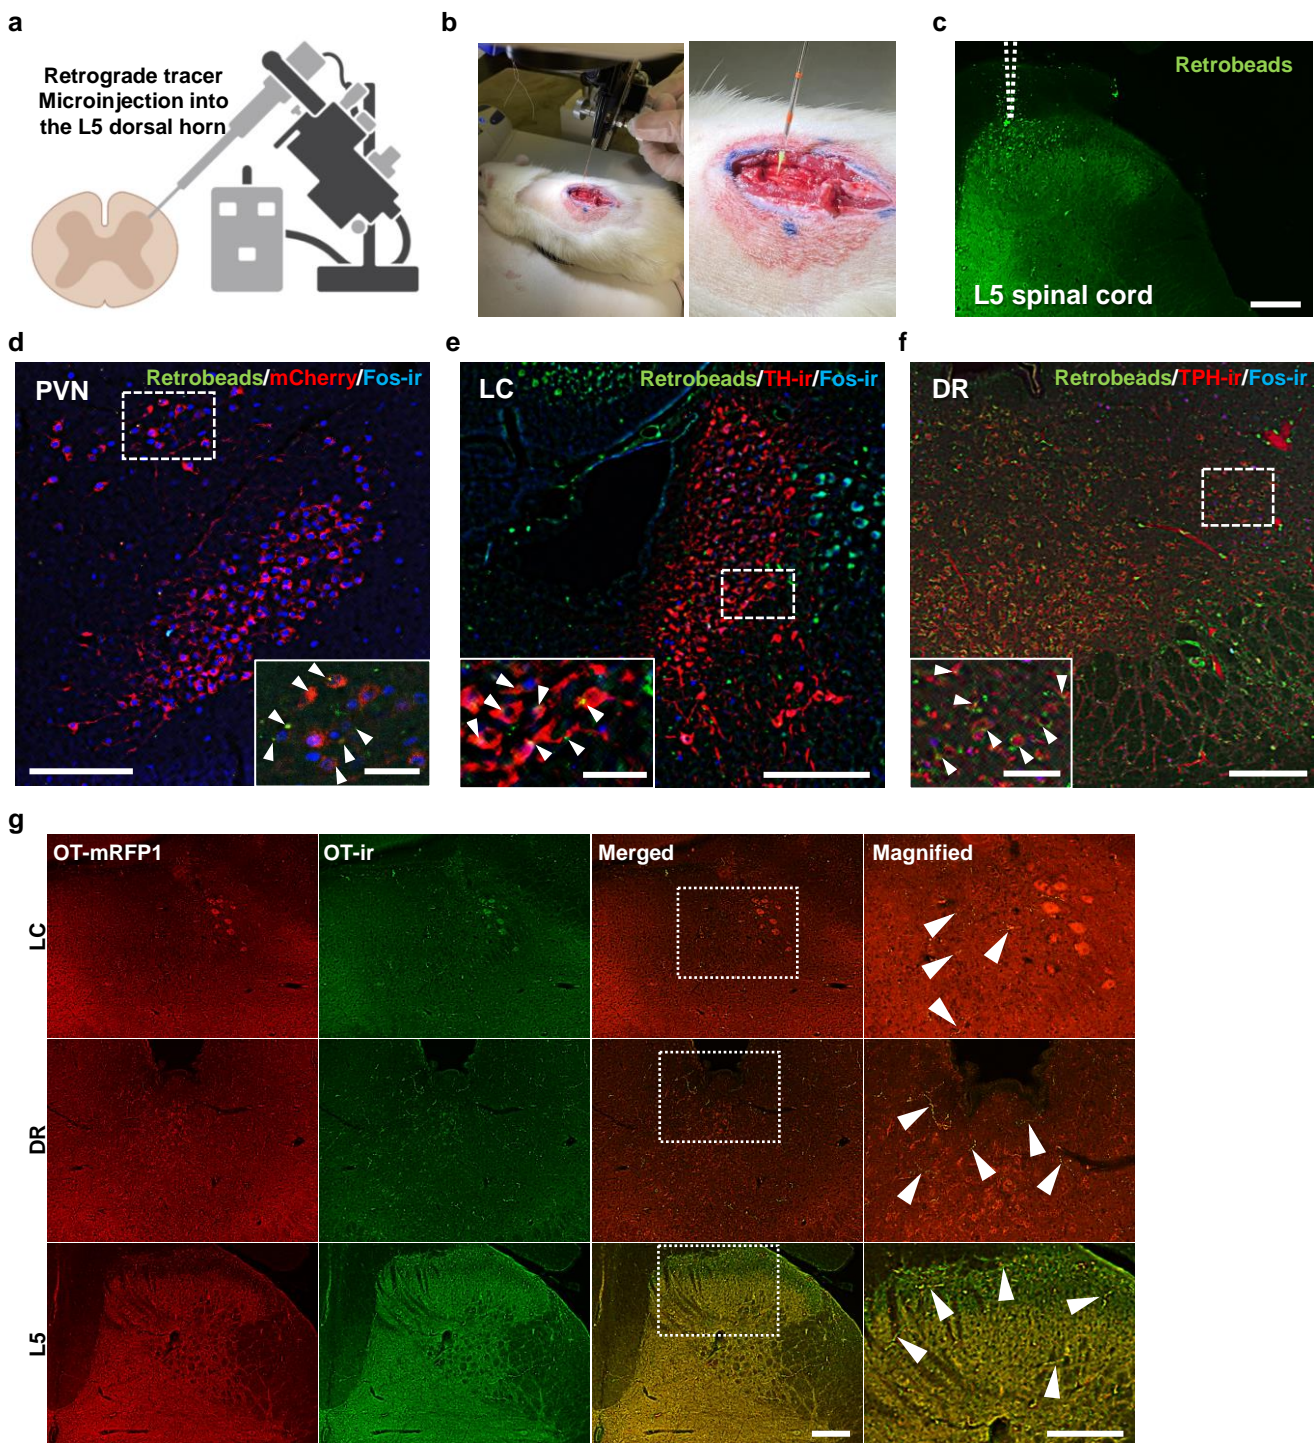 a
Retrograde tracer
Microinjection into
the L5 dorsal horn
b
c
Retrobeads
L5 spinal cord
d
PVN
Retrobeads/mCherry/Fos-ir
e
LC
Retrobeads/TH-ir/Fos-ir
f
DR
Retrobeads/TPH-ir/Fos-ir
g
OT-mRFP1
OT-ir
Merged
Magnified
LC
DR
L5